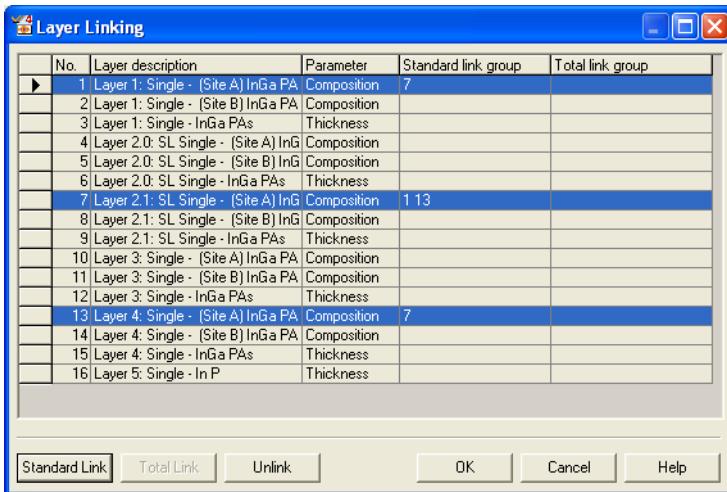 Layer Linking
No. Layer description Parameter Standard link group Total link group
1 Layer 1: Single - (Site A) InGa PA Composition 7
2 Layer 1: Single - (Site B) InGa PA Composition
3 Layer 1: Single - InGa PAs Thickness
4 Layer 2.0: SL Single - (Site A) InG Composition
5 Layer 2.0: SL Single - (Site B) InG Composition
6 Layer 2.0: SL Single - InGa PAs Thickness
7 Layer 2.1: SL Single - (Site A) InG Composition 1 13
8 Layer 2.1: SL Single - (Site B) InG Composition
9 Layer 2.1: SL Single - InGa PAs Thickness
10 Layer 3: Single - (Site A) InGa PA Composition
11 Layer 3: Single - (Site B) InGa PA Composition
12 Layer 3: Single - InGa PAs Thickness
13 Layer 4: Single - (Site A) InGa PA Composition 7
14 Layer 4: Single - (Site B) InGa PA Composition
15 Layer 4: Single - InGa PAs Thickness
16 Layer 5: Single - In P Thickness
Standard Link Total Link Unlink OK Cancel Help